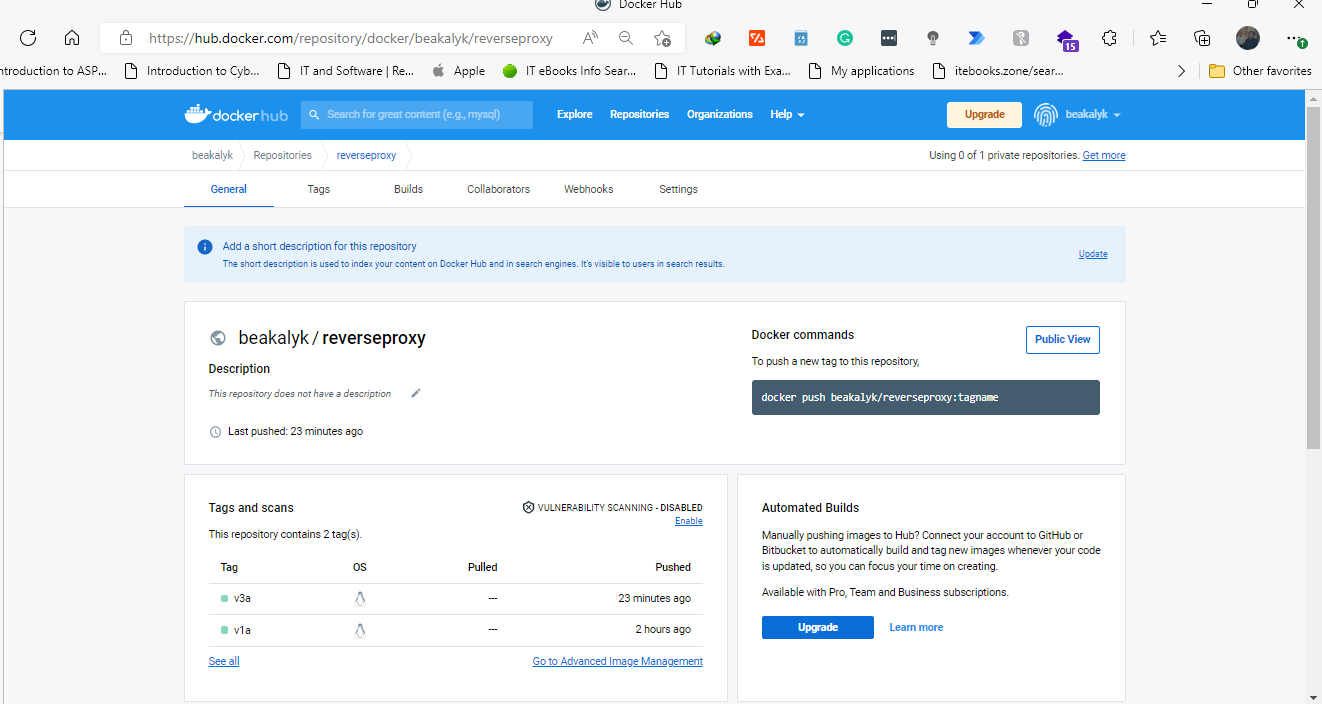 Docker Hub
https://hub.docker.com/repository/docker/beakalyk/reverseproxy
15
ntroduction to ASP... Introduction to Cyb... IT and Software | Re... Apple IT eBooks Info Sear... IT Tutorials with Exa... My applications itebooks.zone/sear... Other favorites
docker hub Search for great content (e.g., mysql) Explore Repositories Organizations Help Upgrade beakalyk
beakalyk Repositories reverseproxy Using 0 of 1 private repositories. Get more
General Tags Builds Collaborators Webhooks Settings
Add a short description for this repository
The short description is used to index your content on Docker Hub and in search engines. It's visible to users in search results.
Update
beakalyk / reverseproxy
Description
This repository does not have a description
Last pushed: 23 minutes ago
Docker commands
Public View
To push a new tag to this repository,
docker push beakalyk/reverseproxy:tagname
Tags and scans
VULNERABILITY SCANNING - DISABLED
Enable
This repository contains 2 tag(s).
Tag OS Pulled Pushed
v3a --- 23 minutes ago
v1a --- 2 hours ago
See all Go to Advanced Image Management
Automated Builds
Manually pushing images to Hub? Connect your account to GitHub or
Bitbucket to automatically build and tag new images whenever your code
is updated, so you can focus your time on creating.
Available with Pro, Team and Business subscriptions.
Upgrade Learn more